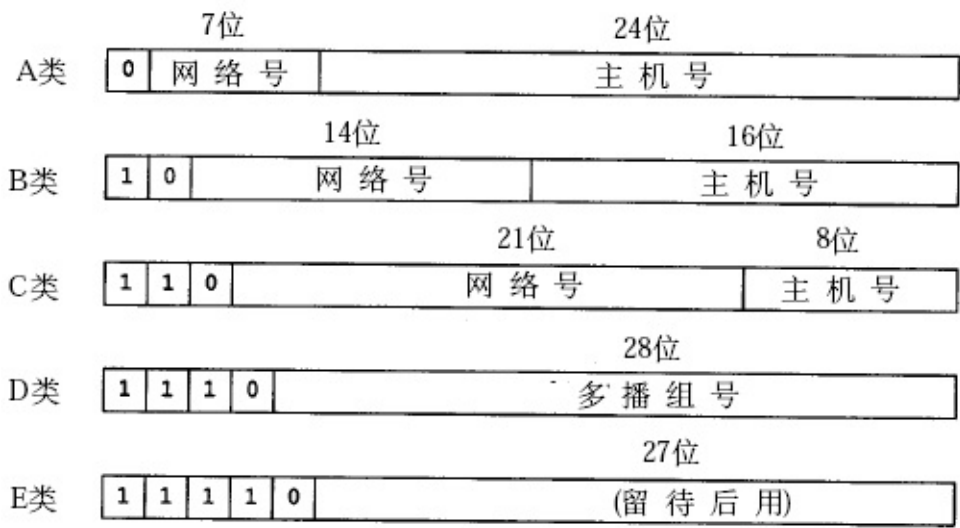 7位 24位
A类 0 网络号 主机号
14位 16位
B类 1 0 网络号 主机号
21位 8位
C类 1 1 0 网络号 主机号
28位
D类 1 1 1 0 多播组号
27位
E类 1 1 1 1 0 (留待后用)